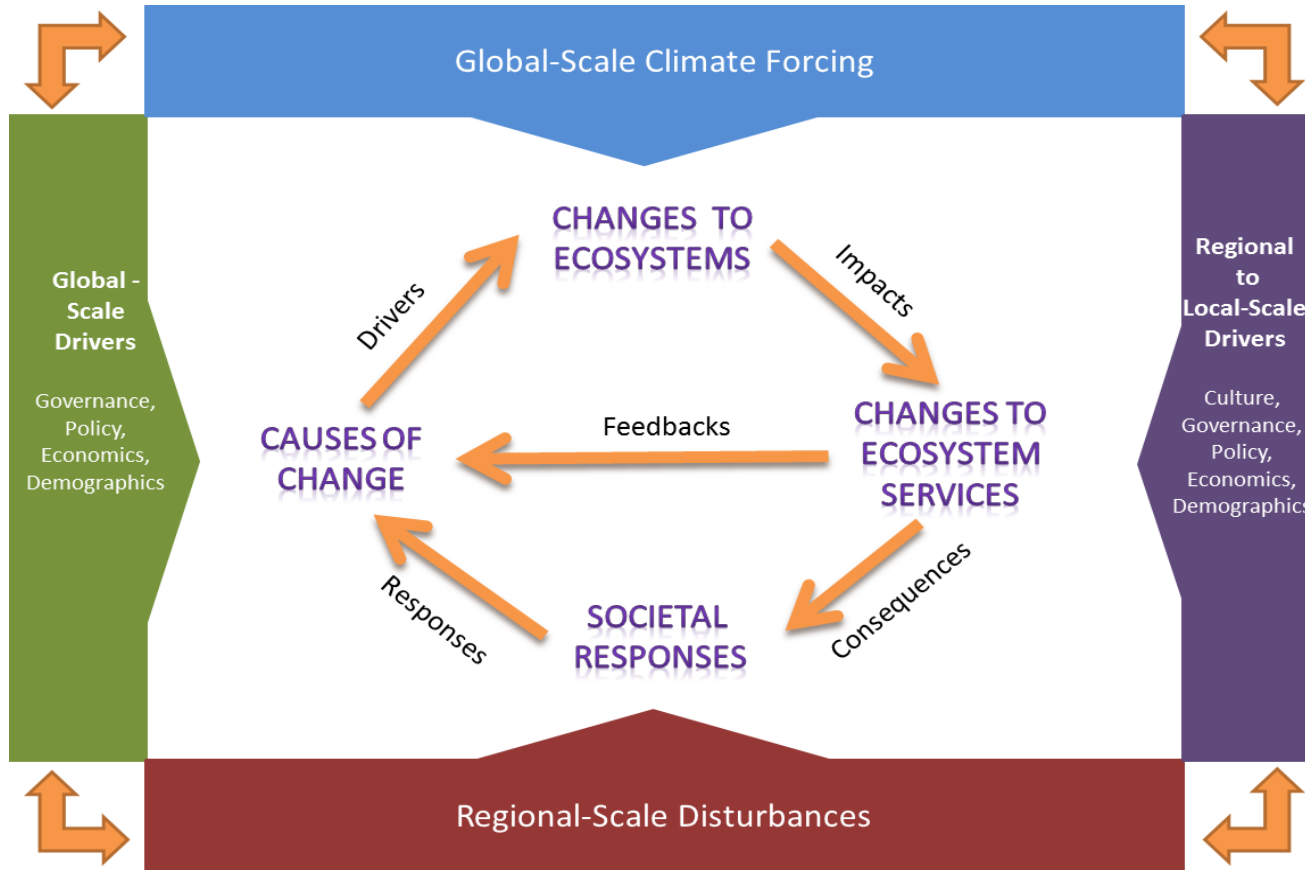 Global-Scale Climate Forcing
CHANGES TO
ECOSYSTEMS
Impacts
Drivers
Global -
Scale
Drivers
Governance,
Policy,
Economics,
Demographics
Regional
to
Local-Scale
Drivers
Culture,
Governance,
Policy,
Economics,
Demographics
CAUSES OF
CHANGE
Feedbacks
CHANGES TO
ECOSYSTEM
SERVICES
Responses
SOCIETAL
RESPONSES
Consequences
Regional-Scale Disturbances